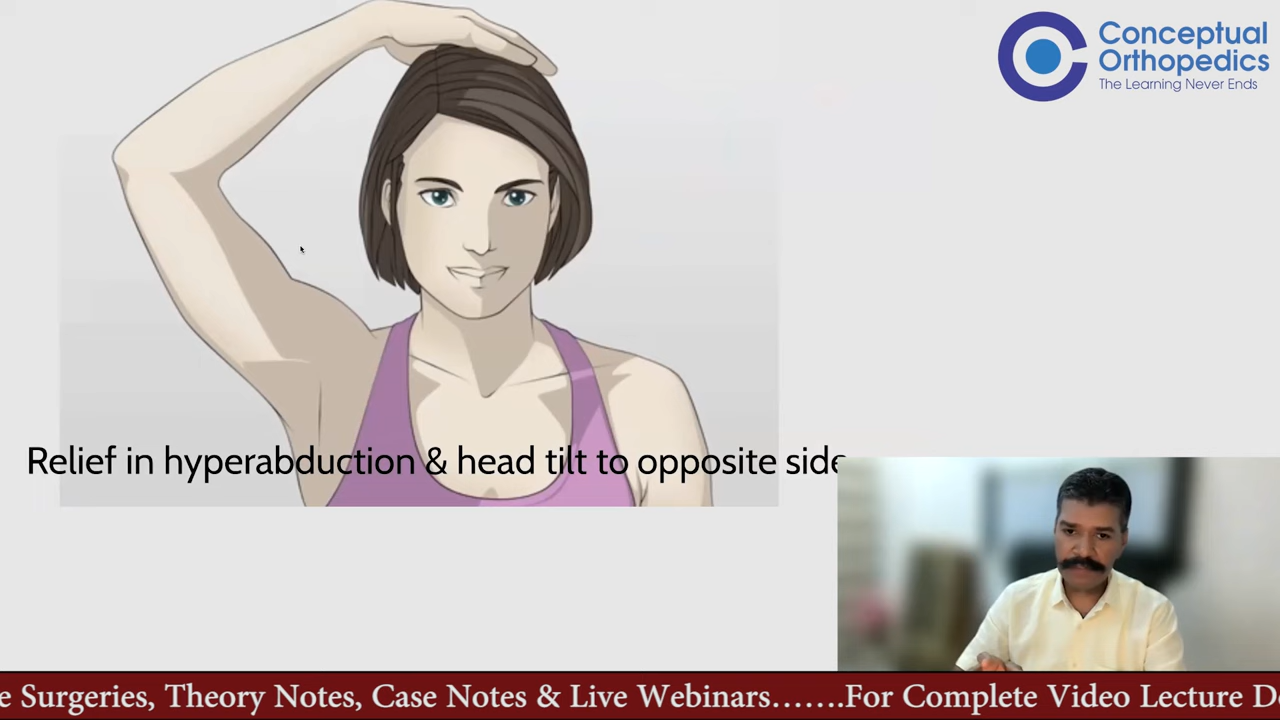 Conceptual
Orthopedics
The Learning Never Ends
Relief in hyperabduction & head tilt to opposite side
e Surgeries, Theory Notes, Case Notes & Live Webinars.......For Complete Video Lecture D